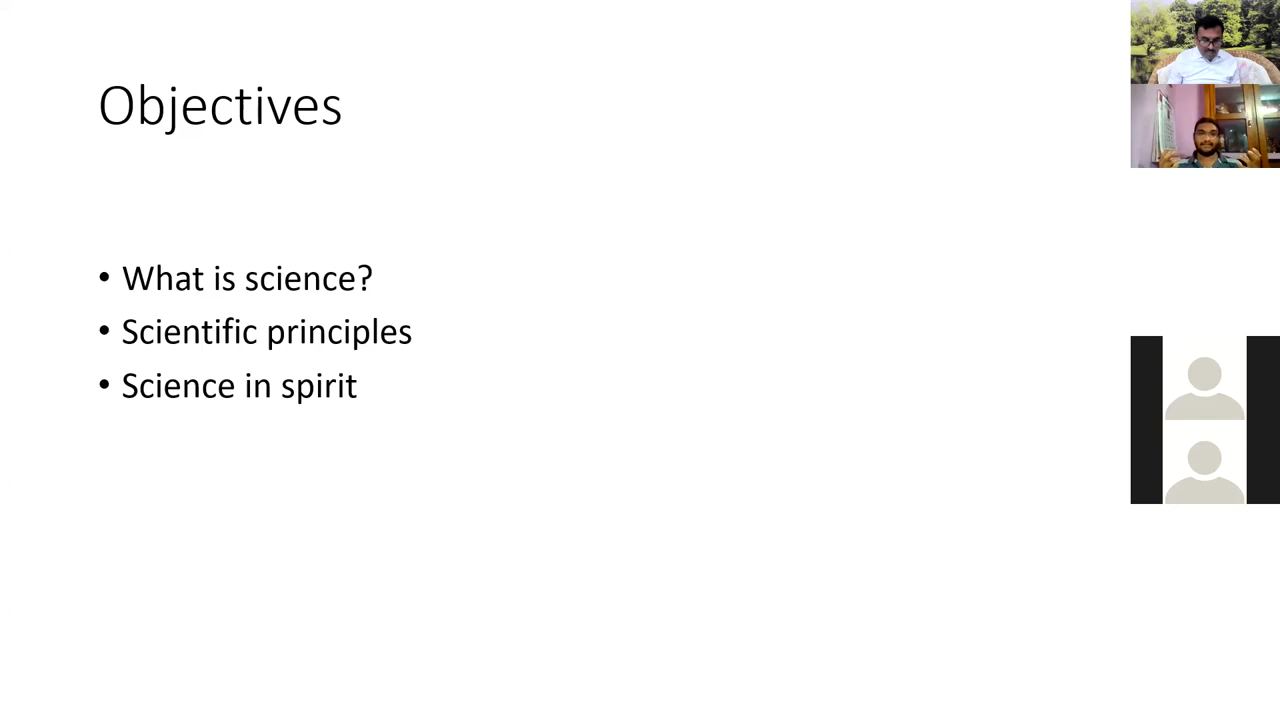 Objectives
• What is science?
• Scientific principles
• Science in spirit